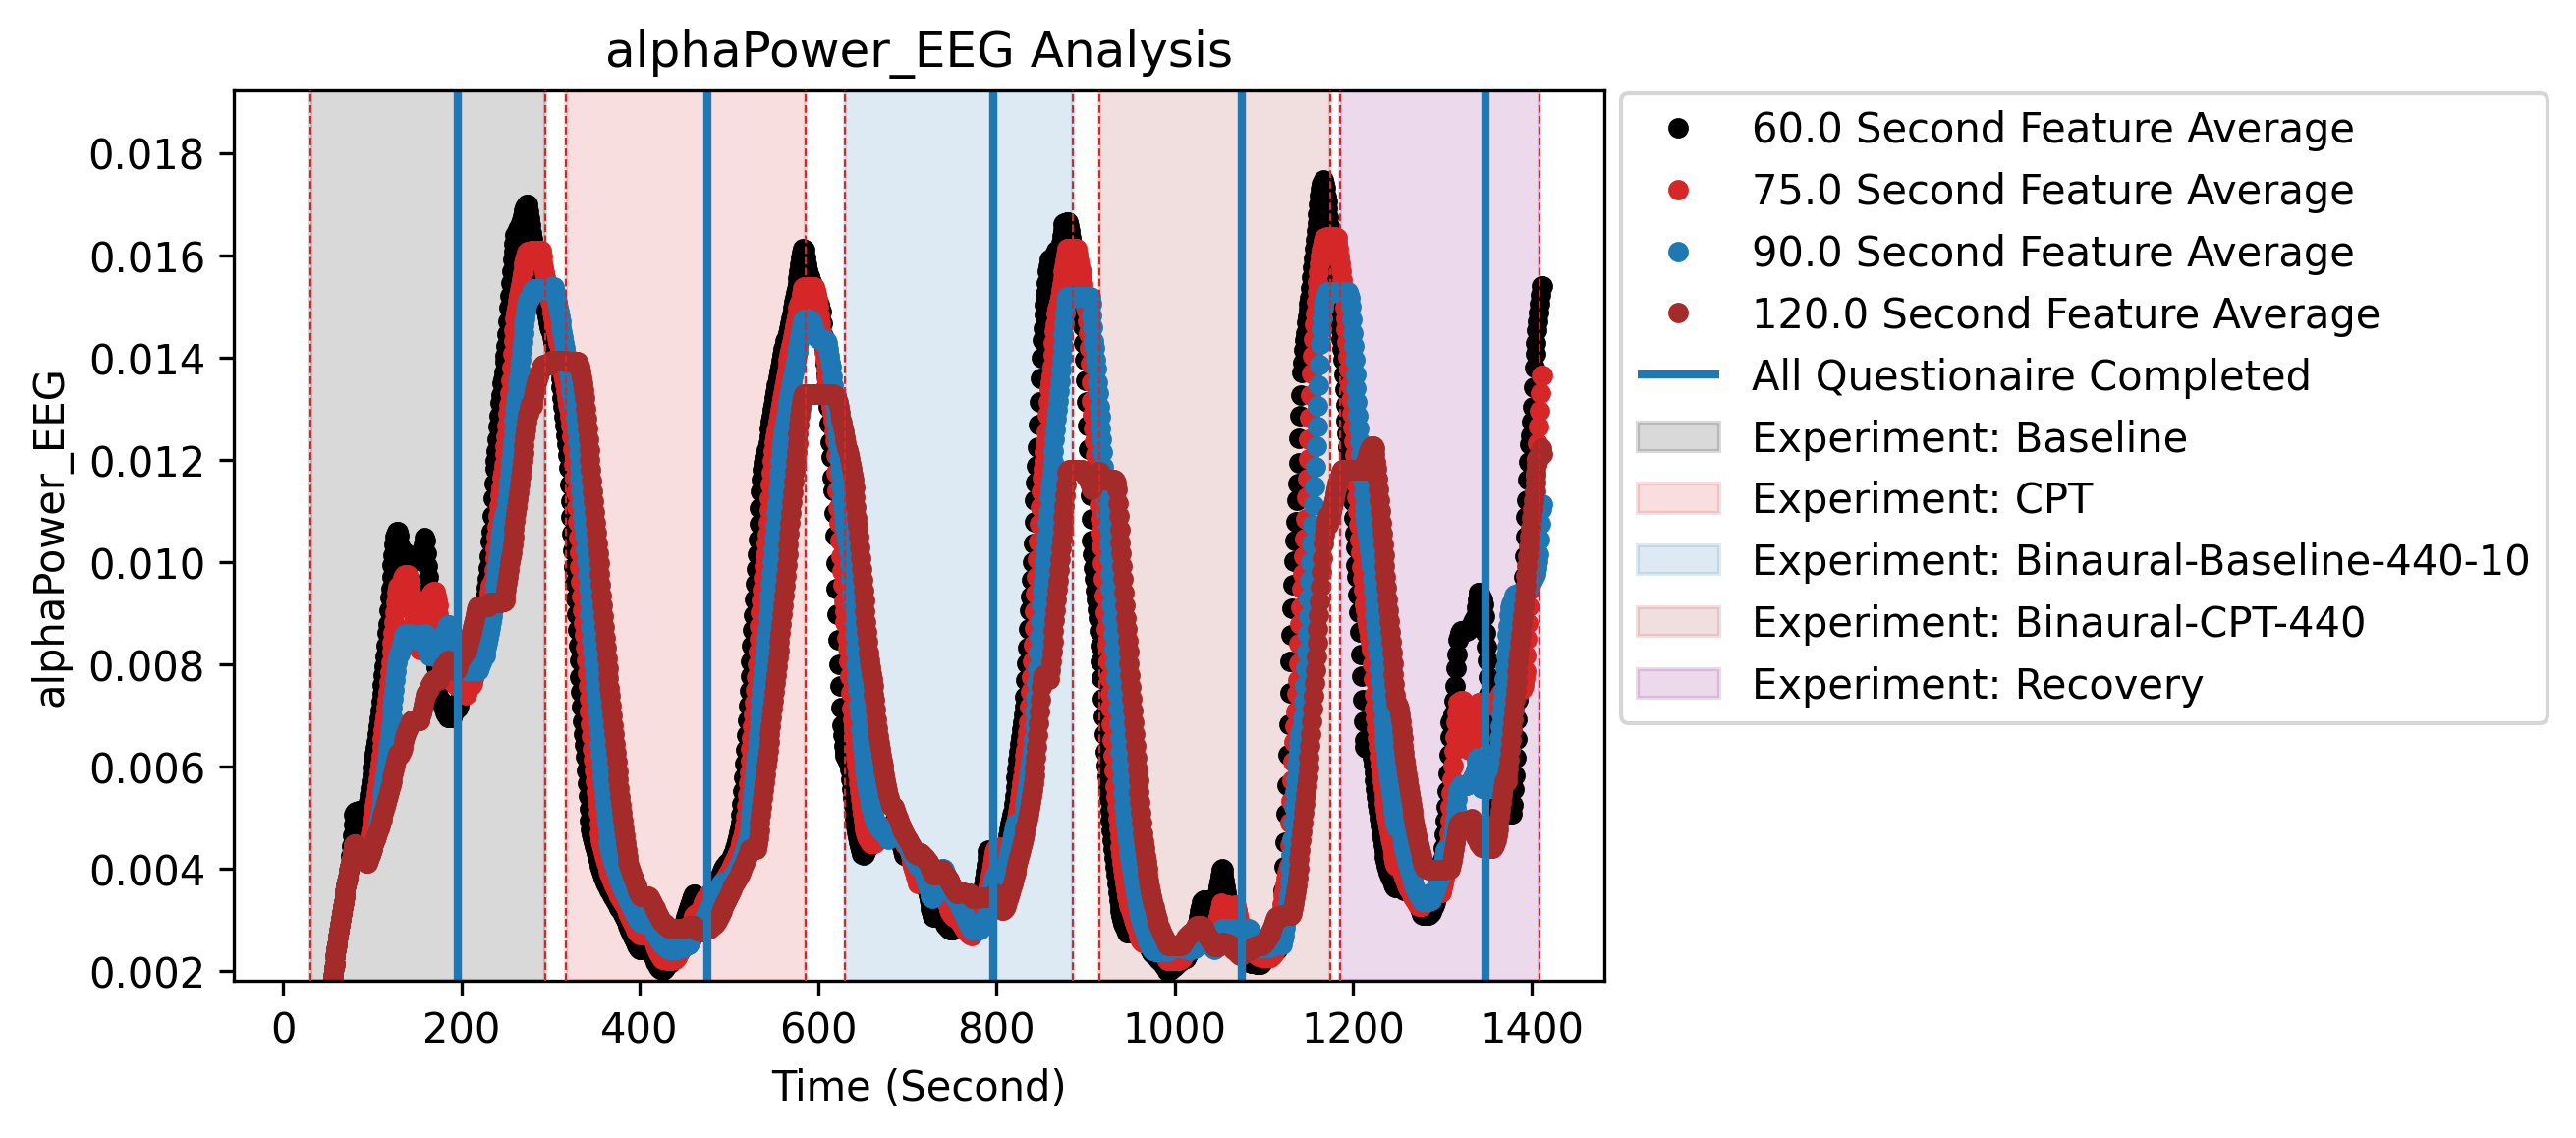 alphaPower_EEG Analysis
alphaPower_EEG
0.018
0.016
0.014
0.012
0.010
0.008
0.006
0.004
0.002
0 200 400 600 800 1000 1200 1400
Time (Second)
60.0 Second Feature Average
75.0 Second Feature Average
90.0 Second Feature Average
120.0 Second Feature Average
All Questionaire Completed
Experiment: Baseline
Experiment: CPT
Experiment: Binaural-Baseline-440-10
Experiment: Binaural-CPT-440
Experiment: Recovery